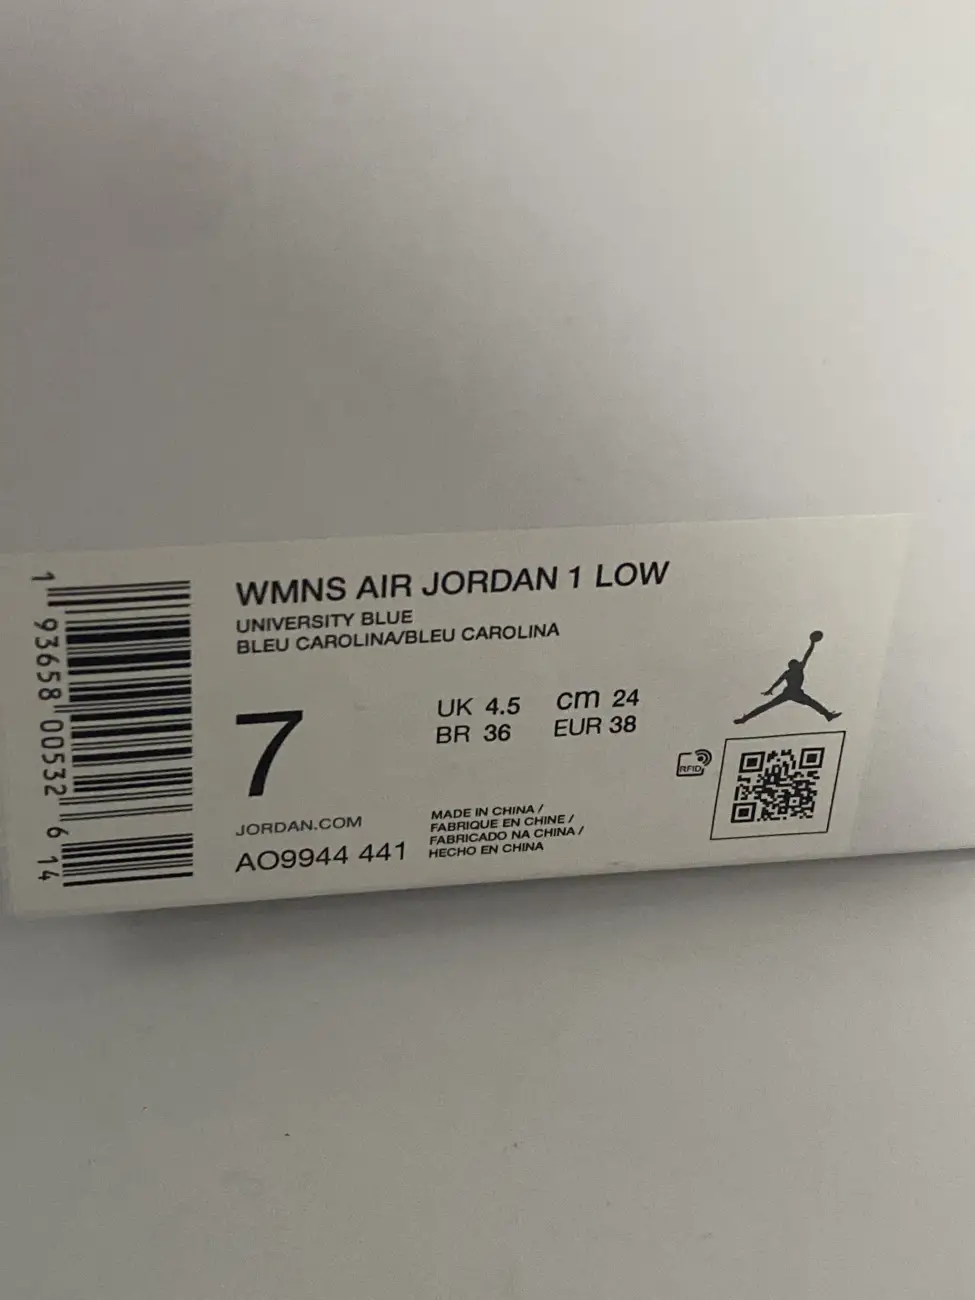 WMNS AIR JORDAN 1 LOW
UNIVERSITY BLUE
BLEU CAROLINA/BLEU CAROLINA
7
UK 4.5 cm 24
BR 36 EUR 38
RFID
JORDAN.COM
AO9944 441
MADE IN CHINA /
FABRIQUE EN CHINE /
FABRICADO NA CHINA /
HECHO EN CHINA
1 93658 00532 6 14